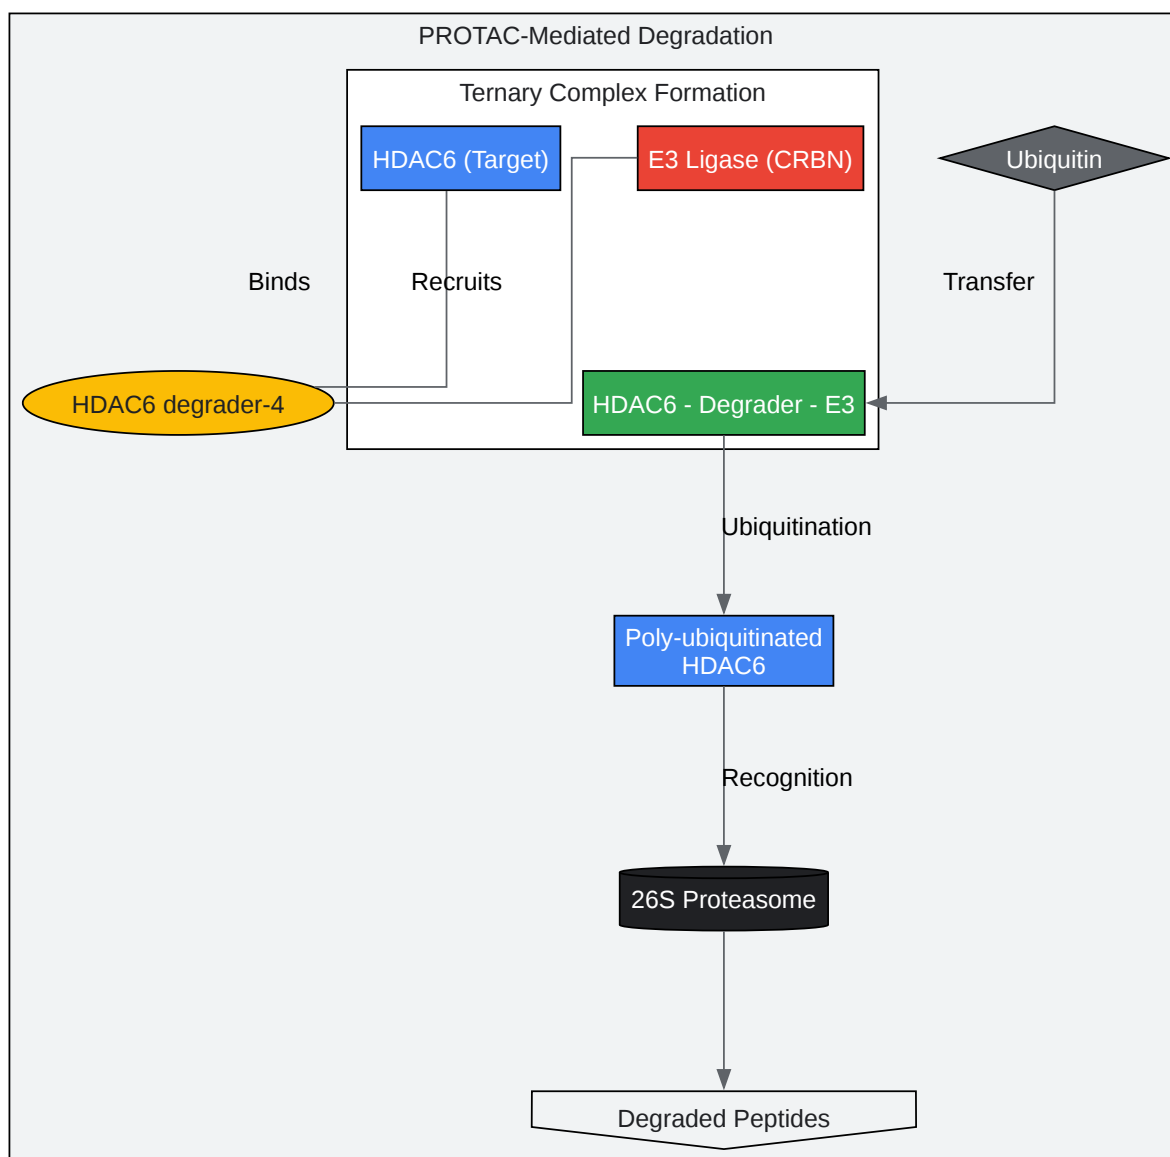 PROTAC-Mediated Degradation
Ternary Complex Formation
HDAC6 (Target)
E3 Ligase (CRBN)
Ubiquitin
Binds
Recruits
Transfer
HDAC6 degrader-4
HDAC6 - Degrader - E3
Ubiquitination
Poly-ubiquitinated
HDAC6
Recognition
26S Proteasome
Degraded Peptides